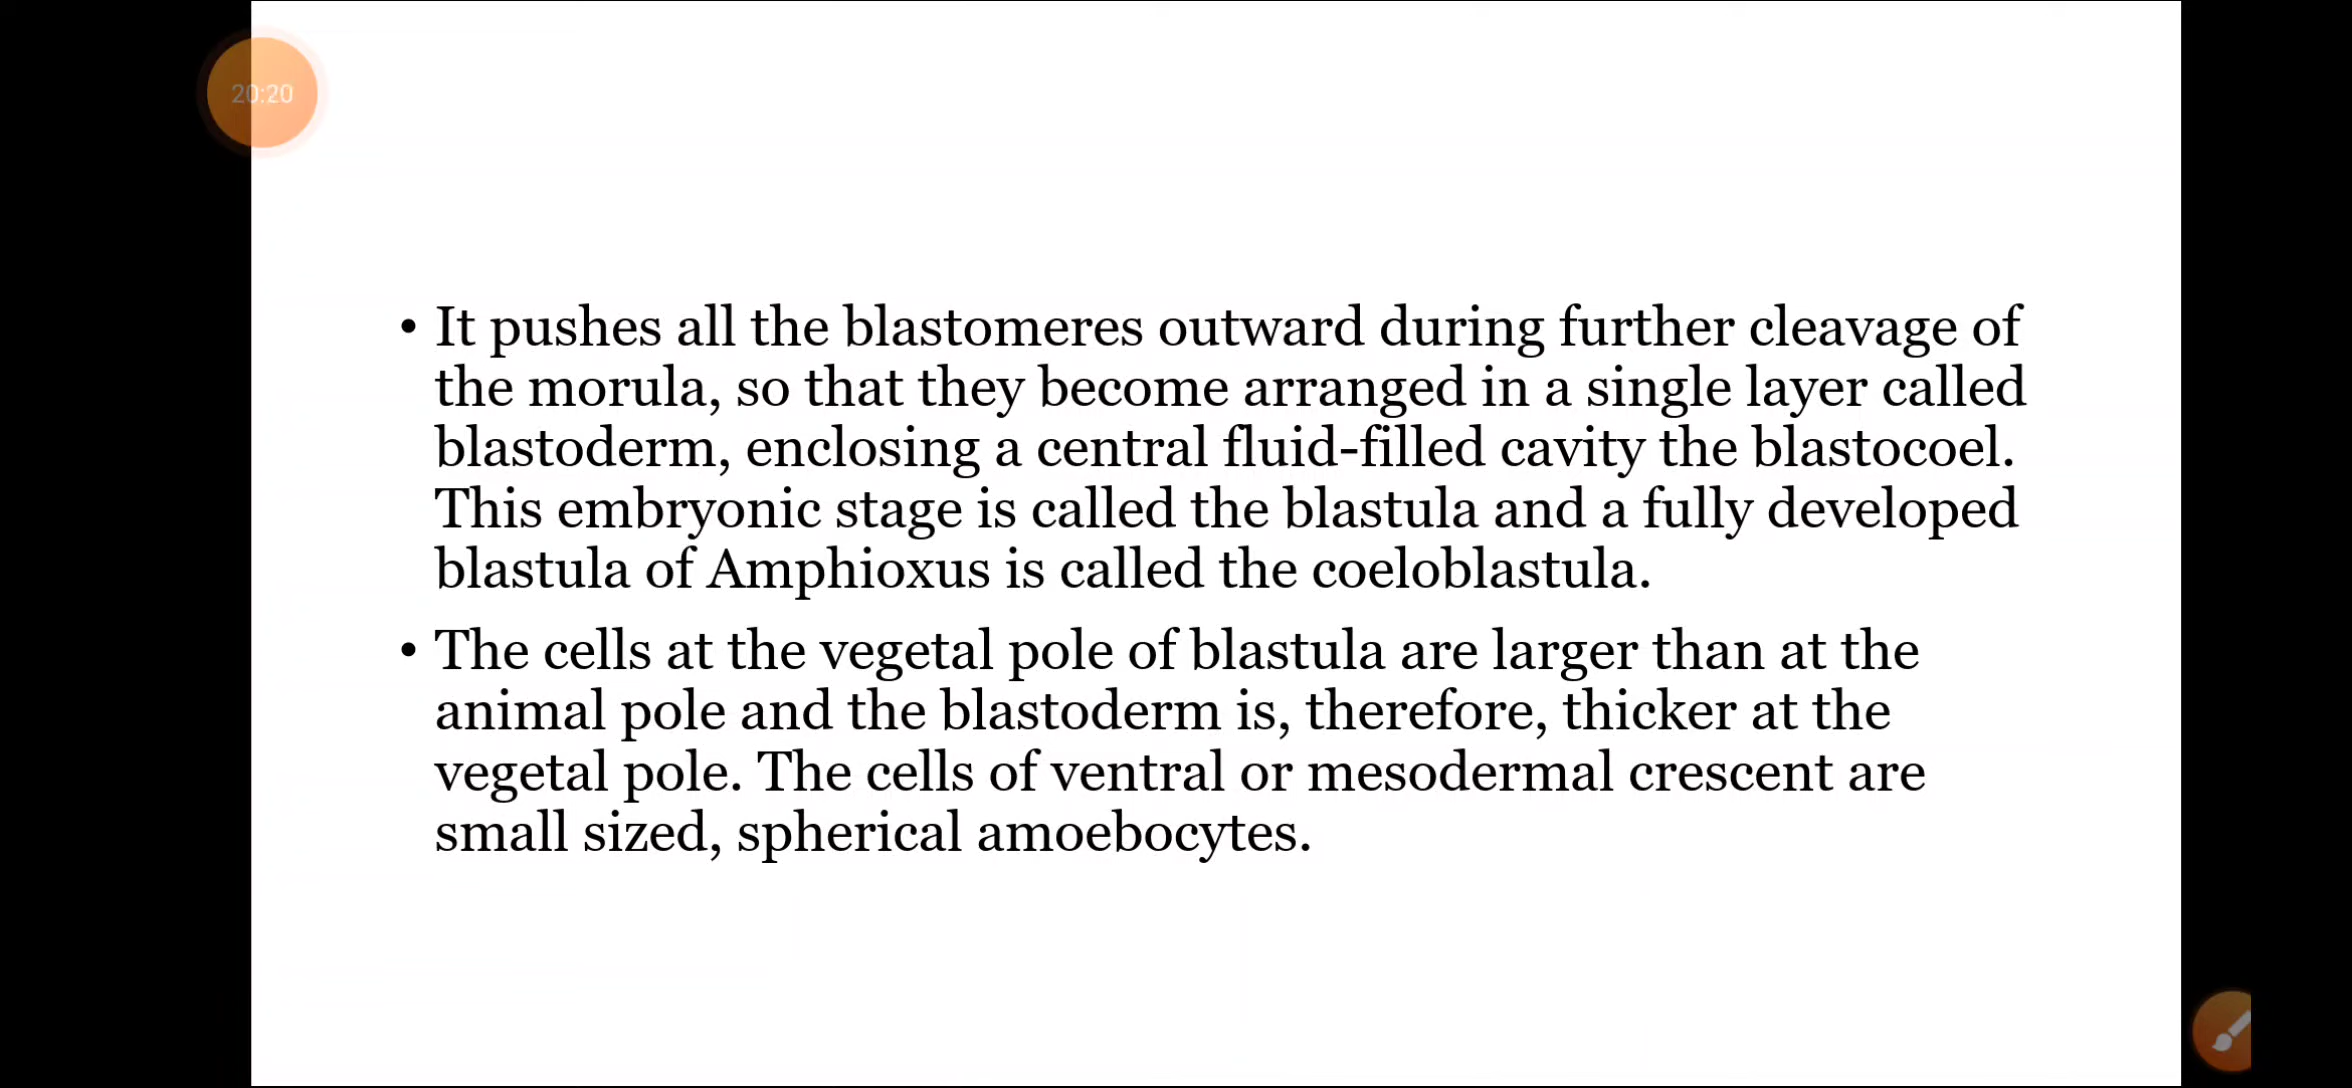 20:20
• It pushes all the blastomeres outward during further cleavage of
the morula, so that they become arranged in a single layer called
blastoderm, enclosing a central fluid-filled cavity the blastocoel.
This embryonic stage is called the blastula and a fully developed
blastula of Amphioxus is called the coeloblastula.
• The cells at the vegetal pole of blastula are larger than at the
animal pole and the blastoderm is, therefore, thicker at the
vegetal pole. The cells of ventral or mesodermal crescent are
small sized, spherical amoebocytes.